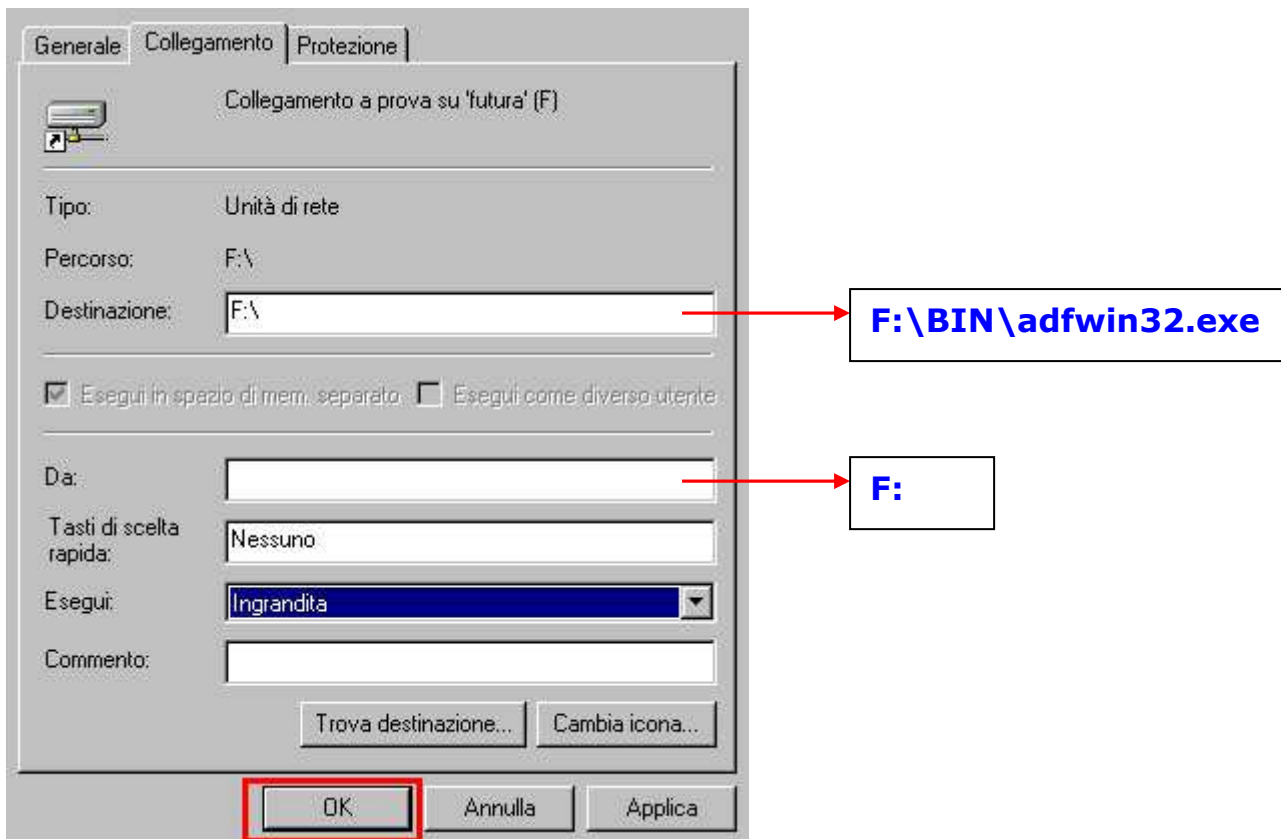 Generale Collegamento Protezione
Collegamento a prova su 'futura' (F)
Tipo: Unità di rete
Percorso: F:\
Destinazione: F:\
F:\BIN\adfwin32.exe
Esegui in spazio di mem. separato Esegui come diverso utente
Da:
F:
Tasti di scelta
rapida:
Nessuno
Esegui: Ingrandita
Commento:
Trova destinazione... Cambia icona...
OK Annulla Applica